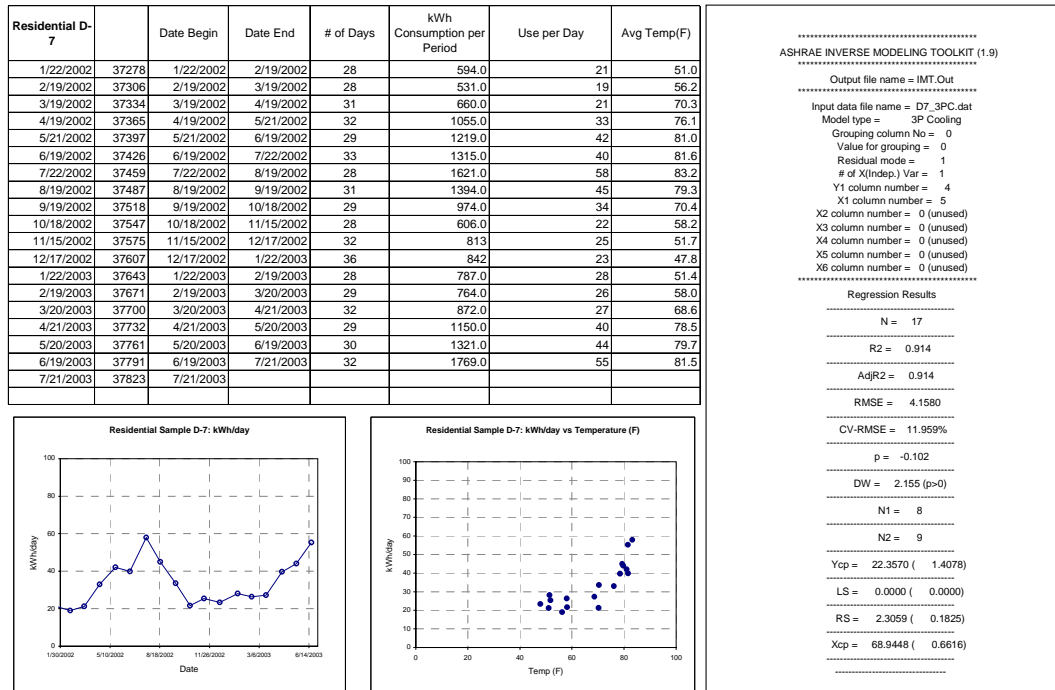 Residential D-7 Date Begin Date End # of Days kWh Consumption per Period Use per Day Avg Temp(F)
1/22/2002 37278 1/22/2002 2/19/2002 28 594.0 21 51.0
2/19/2002 37306 2/19/2002 3/19/2002 28 531.0 19 56.2
3/19/2002 37334 3/19/2002 4/19/2002 31 660.0 21 70.3
4/19/2002 37365 4/19/2002 5/21/2002 32 1055.0 33 76.1
5/21/2002 37397 5/21/2002 6/19/2002 29 1219.0 42 81.0
6/19/2002 37426 6/19/2002 7/22/2002 33 1315.0 40 81.6
7/22/2002 37459 7/22/2002 8/19/2002 28 1621.0 58 83.2
8/19/2002 37487 8/19/2002 9/19/2002 31 1394.0 45 79.3
9/19/2002 37518 9/19/2002 10/18/2002 29 974.0 34 70.4
10/18/2002 37547 10/18/2002 11/15/2002 28 606.0 22 58.2
11/15/2002 37575 11/15/2002 12/17/2002 32 813 25 51.7
12/17/2002 37607 12/17/2002 1/22/2003 36 842 23 47.8
1/22/2003 37643 1/22/2003 2/19/2003 28 787.0 28 51.4
2/19/2003 37671 2/19/2003 3/20/2003 29 764.0 26 58.0
3/20/2003 37700 3/20/2003 4/21/2003 32 872.0 27 68.6
4/21/2003 37732 4/21/2003 5/20/2003 29 1150.0 40 78.5
5/20/2003 37761 5/20/2003 6/19/2003 30 1321.0 44 79.7
6/19/2003 37791 6/19/2003 7/21/2003 32 1769.0 55 81.5
7/21/2003 37823 7/21/2003
Residential Sample D-7: kWh/day
100
80
60
40
20
0
kWh/day
1/30/2002 5/10/2002 8/18/2002 11/26/2002 3/6/2003 6/14/2003
Date
Residential Sample D-7: kWh/day vs Temperature (F)
100
90
80
70
60
50
40
30
20
10
0
kWh/day
0 20 40 60 80 100
Temp (F)
********************************************
ASHRAE INVERSE MODELING TOOLKIT (1.9)
********************************************
Output file name = IMT.Out
********************************************
Input data file name = D7_3PC.dat
Model type = 3P Cooling
Grouping column No = 0
Value for grouping = 0
Residual mode = 1
# of X(Indep.) Var = 1
Y1 column number = 4
X1 column number = 5
X2 column number = 0 (unused)
X3 column number = 0 (unused)
X4 column number = 0 (unused)
X5 column number = 0 (unused)
X6 column number = 0 (unused)
********************************************
Regression Results
--------------------------------------
N = 17
--------------------------------------
R2 = 0.914
--------------------------------------
AdjR2 = 0.914
--------------------------------------
RMSE = 4.1580
--------------------------------------
CV-RMSE = 11.959%
--------------------------------------
p = -0.102
--------------------------------------
DW = 2.155 (p>0)
--------------------------------------
N1 = 8
--------------------------------------
N2 = 9
--------------------------------------
Ycp = 22.3570 ( 1.4078)
--------------------------------------
LS = 0.0000 ( 0.0000)
--------------------------------------
RS = 2.3059 ( 0.1825)
--------------------------------------
Xcp = 68.9448 ( 0.6616)
--------------------------------------
---------------------------------